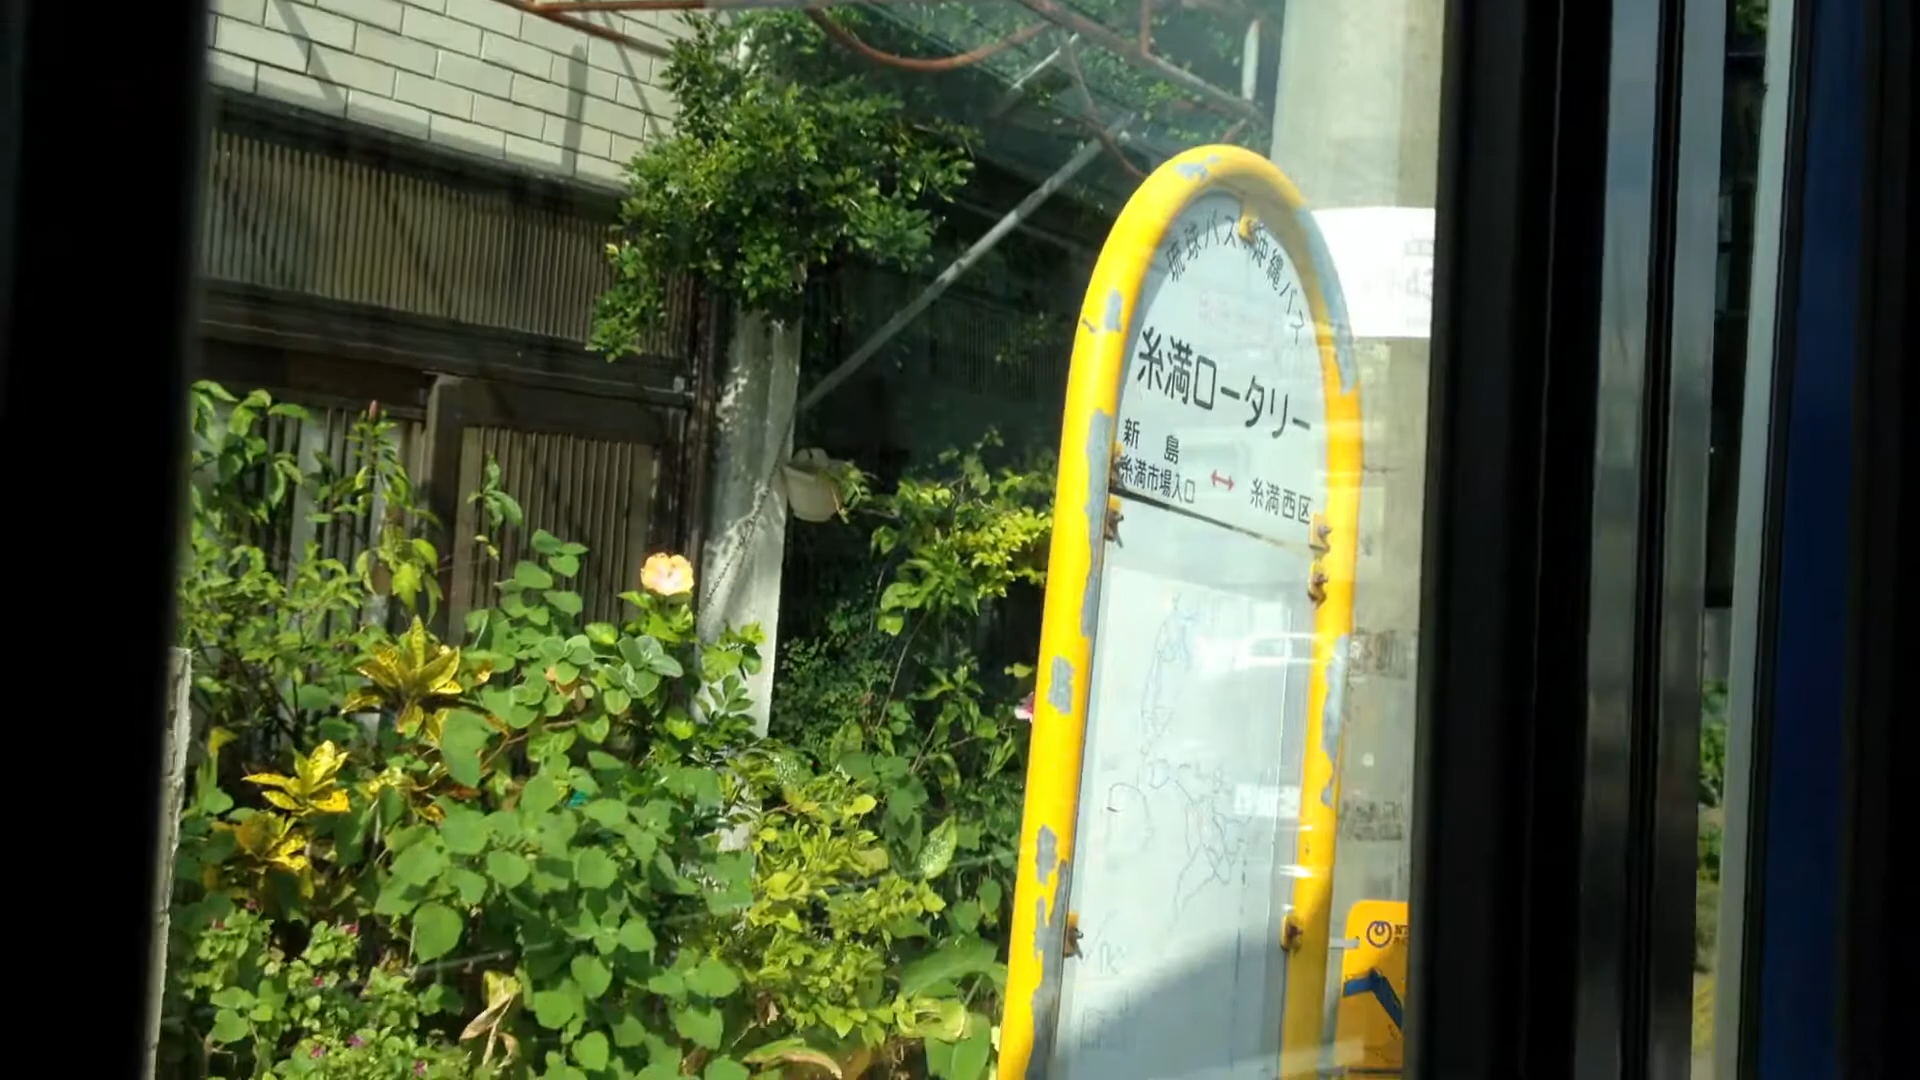 琉球バス・沖縄バス
糸満ロータリー
新島
糸満市場入口 ↔ 糸満西区